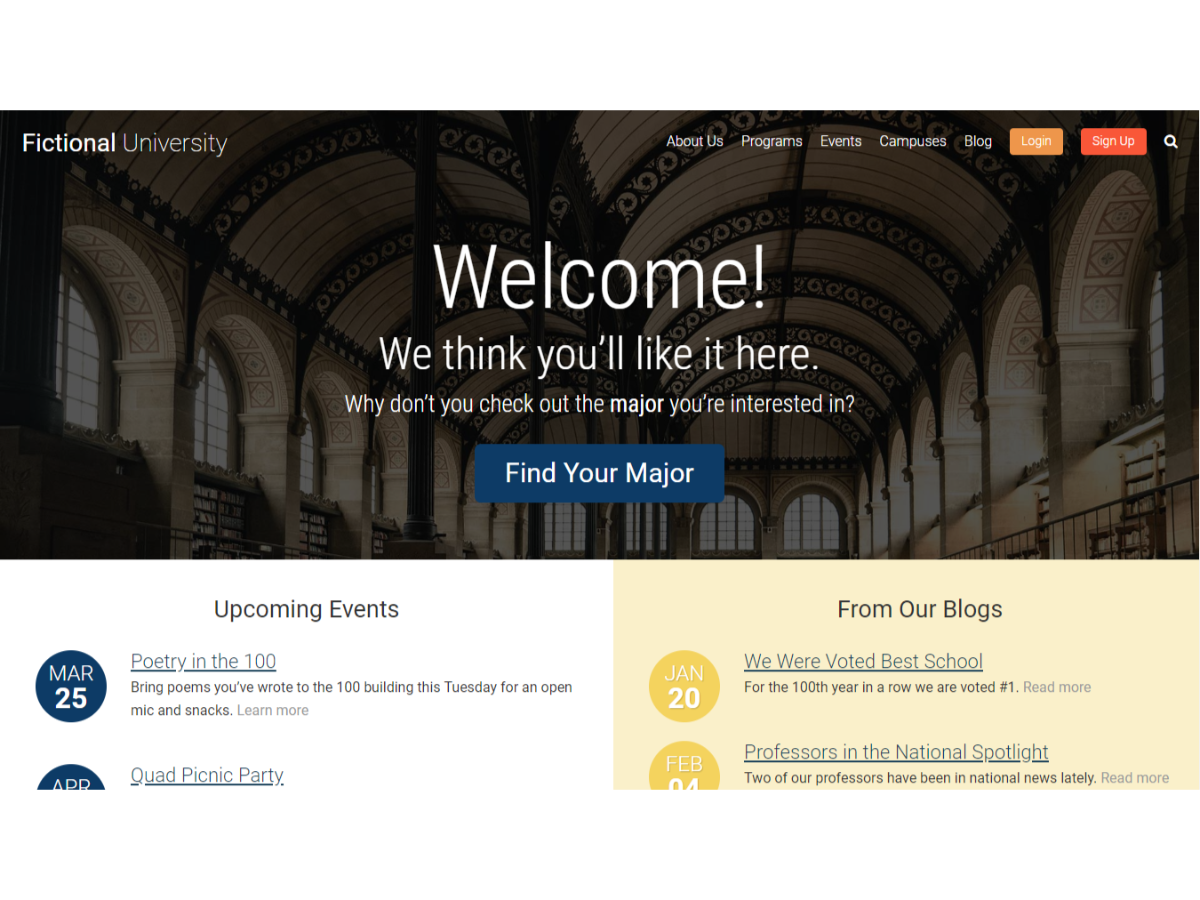 Fictional University
About Us Programs Events Campuses Blog Login Sign Up
Welcome!
We think you’ll like it here.
Why don’t you check out the major you’re interested in?
Find Your Major
Upcoming Events
MAR
25
Poetry in the 100
Bring poems you’ve wrote to the 100 building this Tuesday for an open
mic and snacks. Learn more
APR
Quad Picnic Party
From Our Blogs
JAN
20
We Were Voted Best School
For the 100th year in a row we are voted #1. Read more
FEB
04
Professors in the National Spotlight
Two of our professors have been in national news lately. Read more